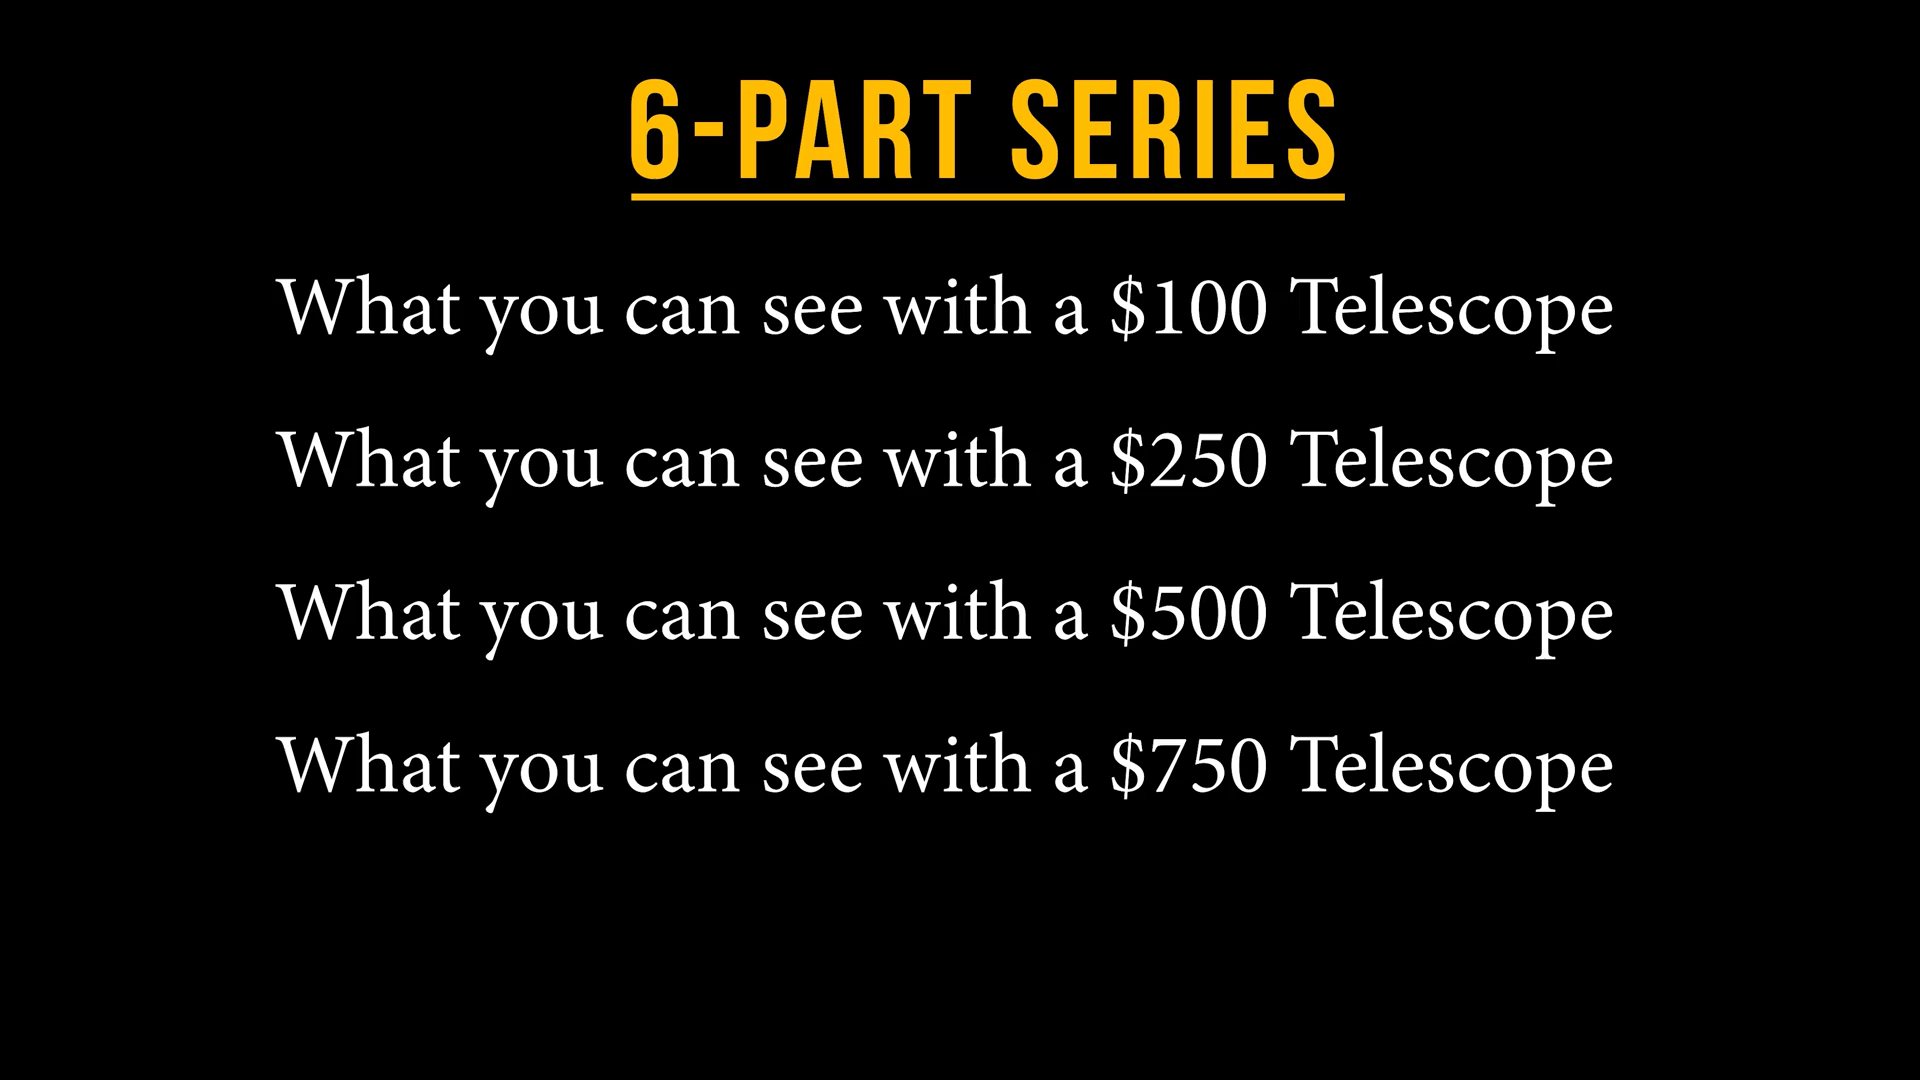 6-PART SERIES
What you can see with a $100 Telescope
What you can see with a $250 Telescope
What you can see with a $500 Telescope
What you can see with a $750 Telescope